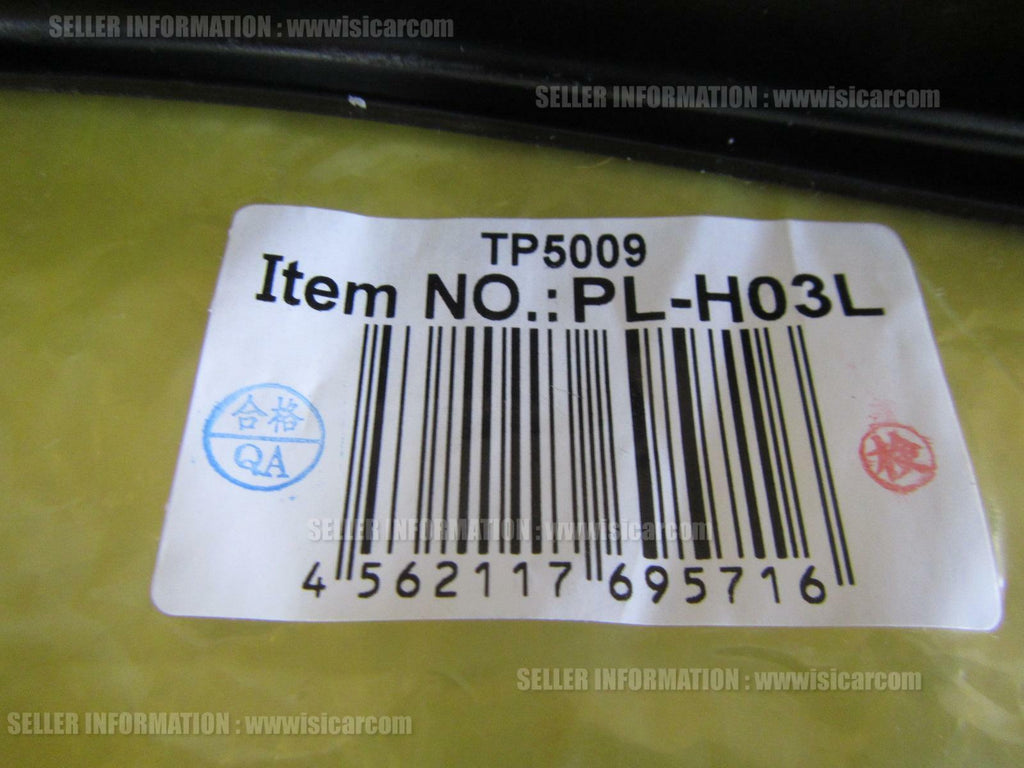 SELLER INFORMATION : wwwisicarcom
SELLER INFORMATION : wwwisicarcom
TP5009
Item NO.:PL-H03L
合格
QA
検
SELLER INFORMATION : wwwisicarcom
4 562117 695716
SELLER INFORMATION : wwwisicarcom
SELLER INFORMATION : wwwisicarcom